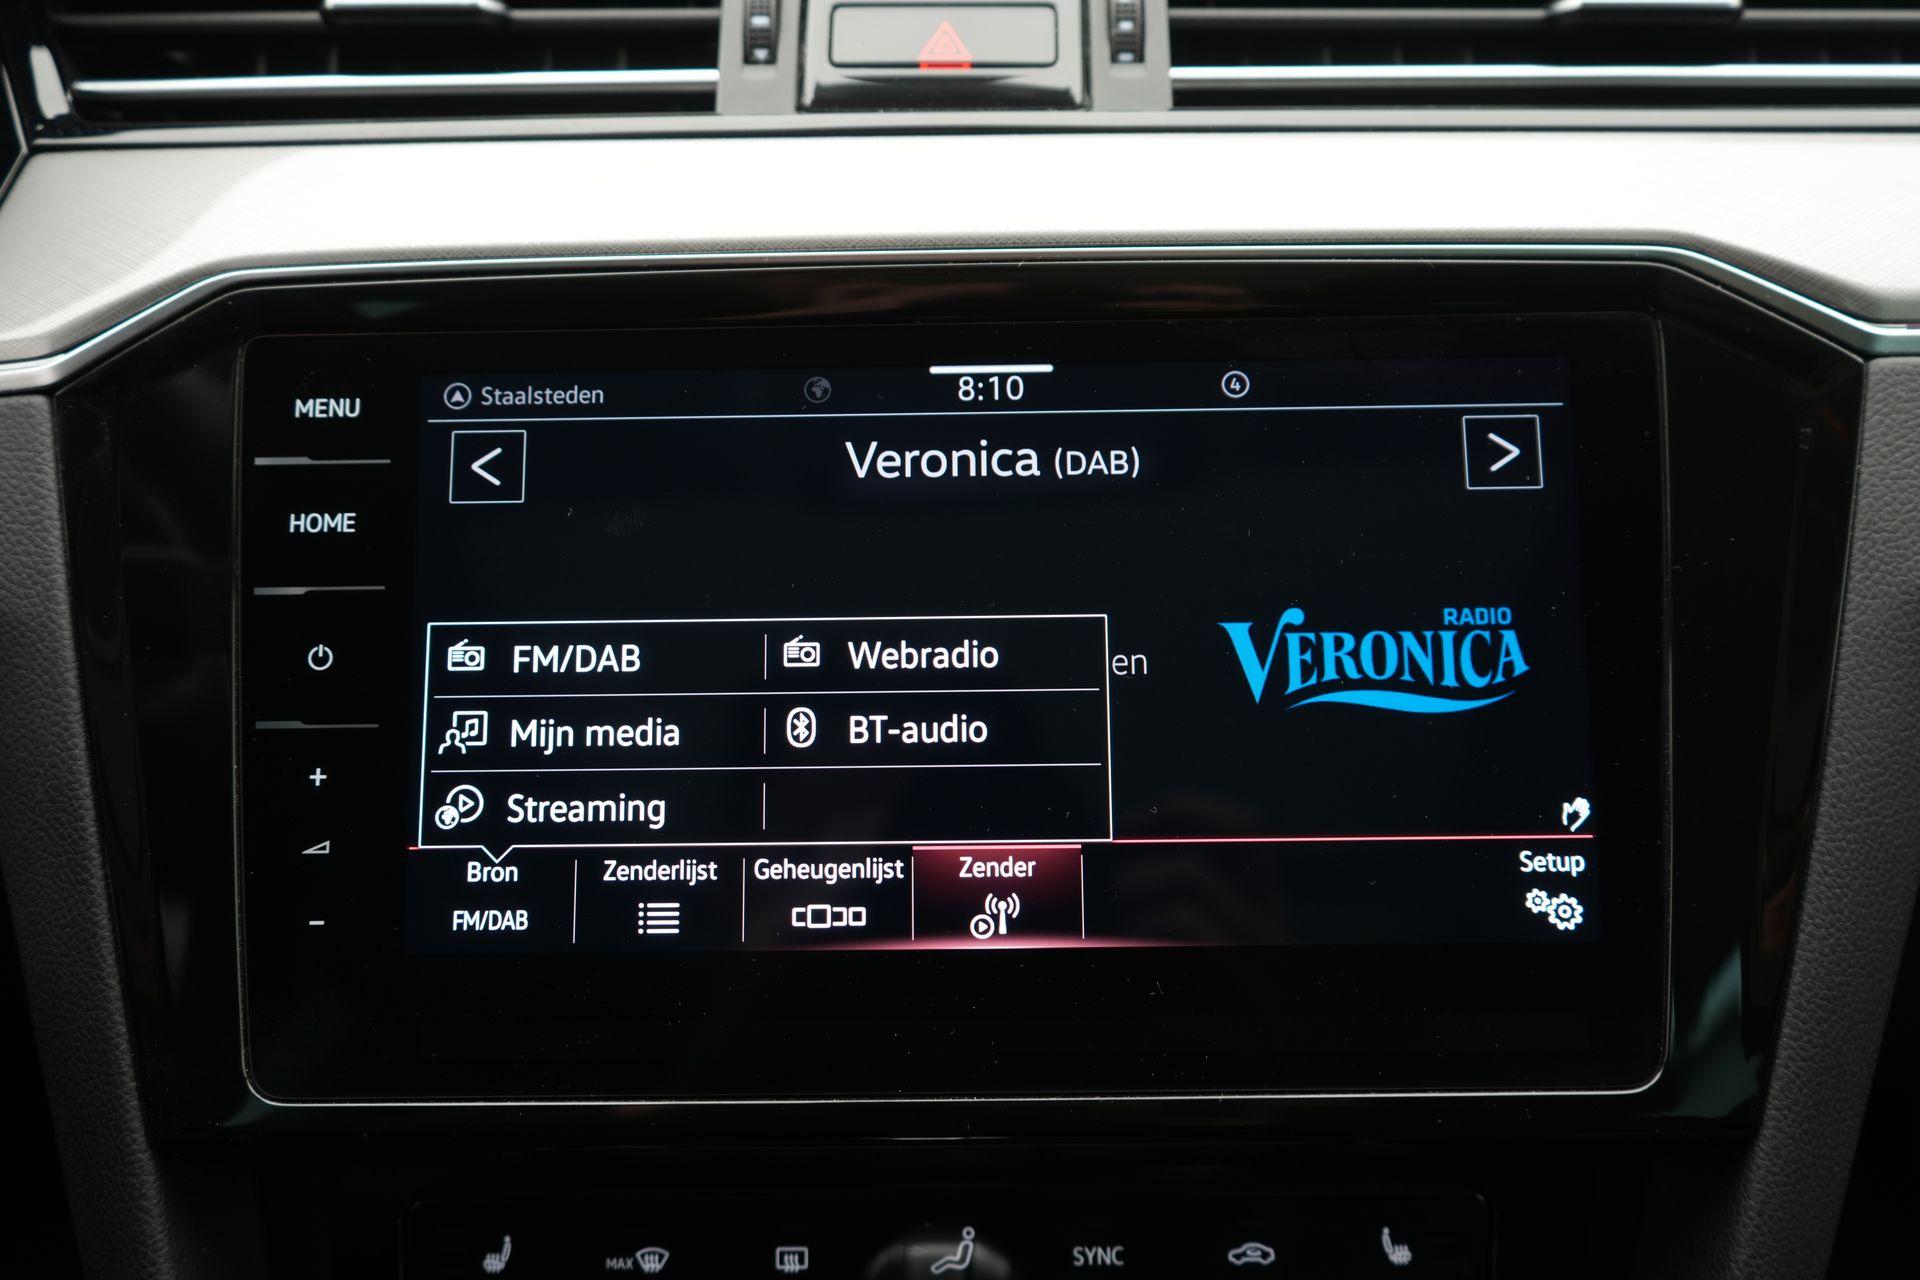 MENU
HOME
+
-
Staalsteden
8:10
4
Veronica (DAB)
FM/DAB
Webradio
en
Mijn media
BT-audio
Streaming
RADIO
VERONICA
Bron
FM/DAB
Zenderlijst
Geheugenlijst
Zender
Setup
MAX
SYNC